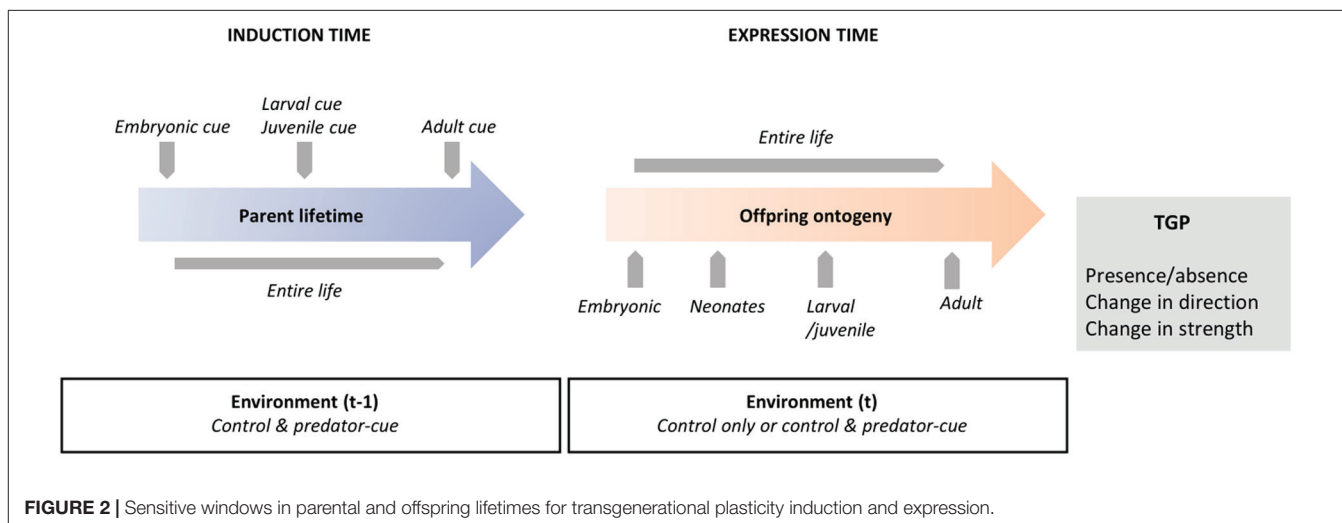 INDUCTION TIME
EXPRESSION TIME
Embryonic cue
Larval cue
Juvenile cue
Adult cue
Parent lifetime
Entire life
Entire life
Offspring ontogeny
Embryonic
Neonates
Larval
/juvenile
Adult
TGP
Presence/absence
Change in direction
Change in strength
Environment (t-1)
Control & predator-cue
Environment (t)
Control only or control & predator-cue
FIGURE 2 | Sensitive windows in parental and offspring lifetimes for transgenerational plasticity induction and expression.